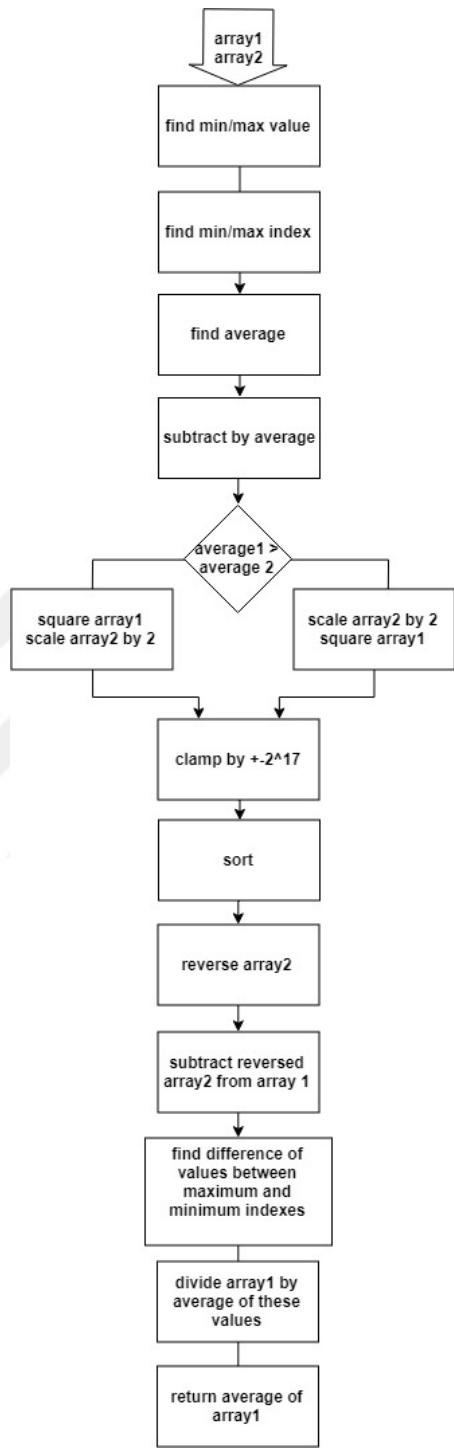 array1
array2
find min/max value
find min/max index
find average
subtract by average
average1 >
average 2
square array1
scale array2 by 2
scale array2 by 2
square array1
clamp by +-2^17
sort
reverse array2
subtract reversed
array2 from array 1
find difference of
values between
maximum and
minimum indexes
divide array1 by
average of these
values
return average of
array1